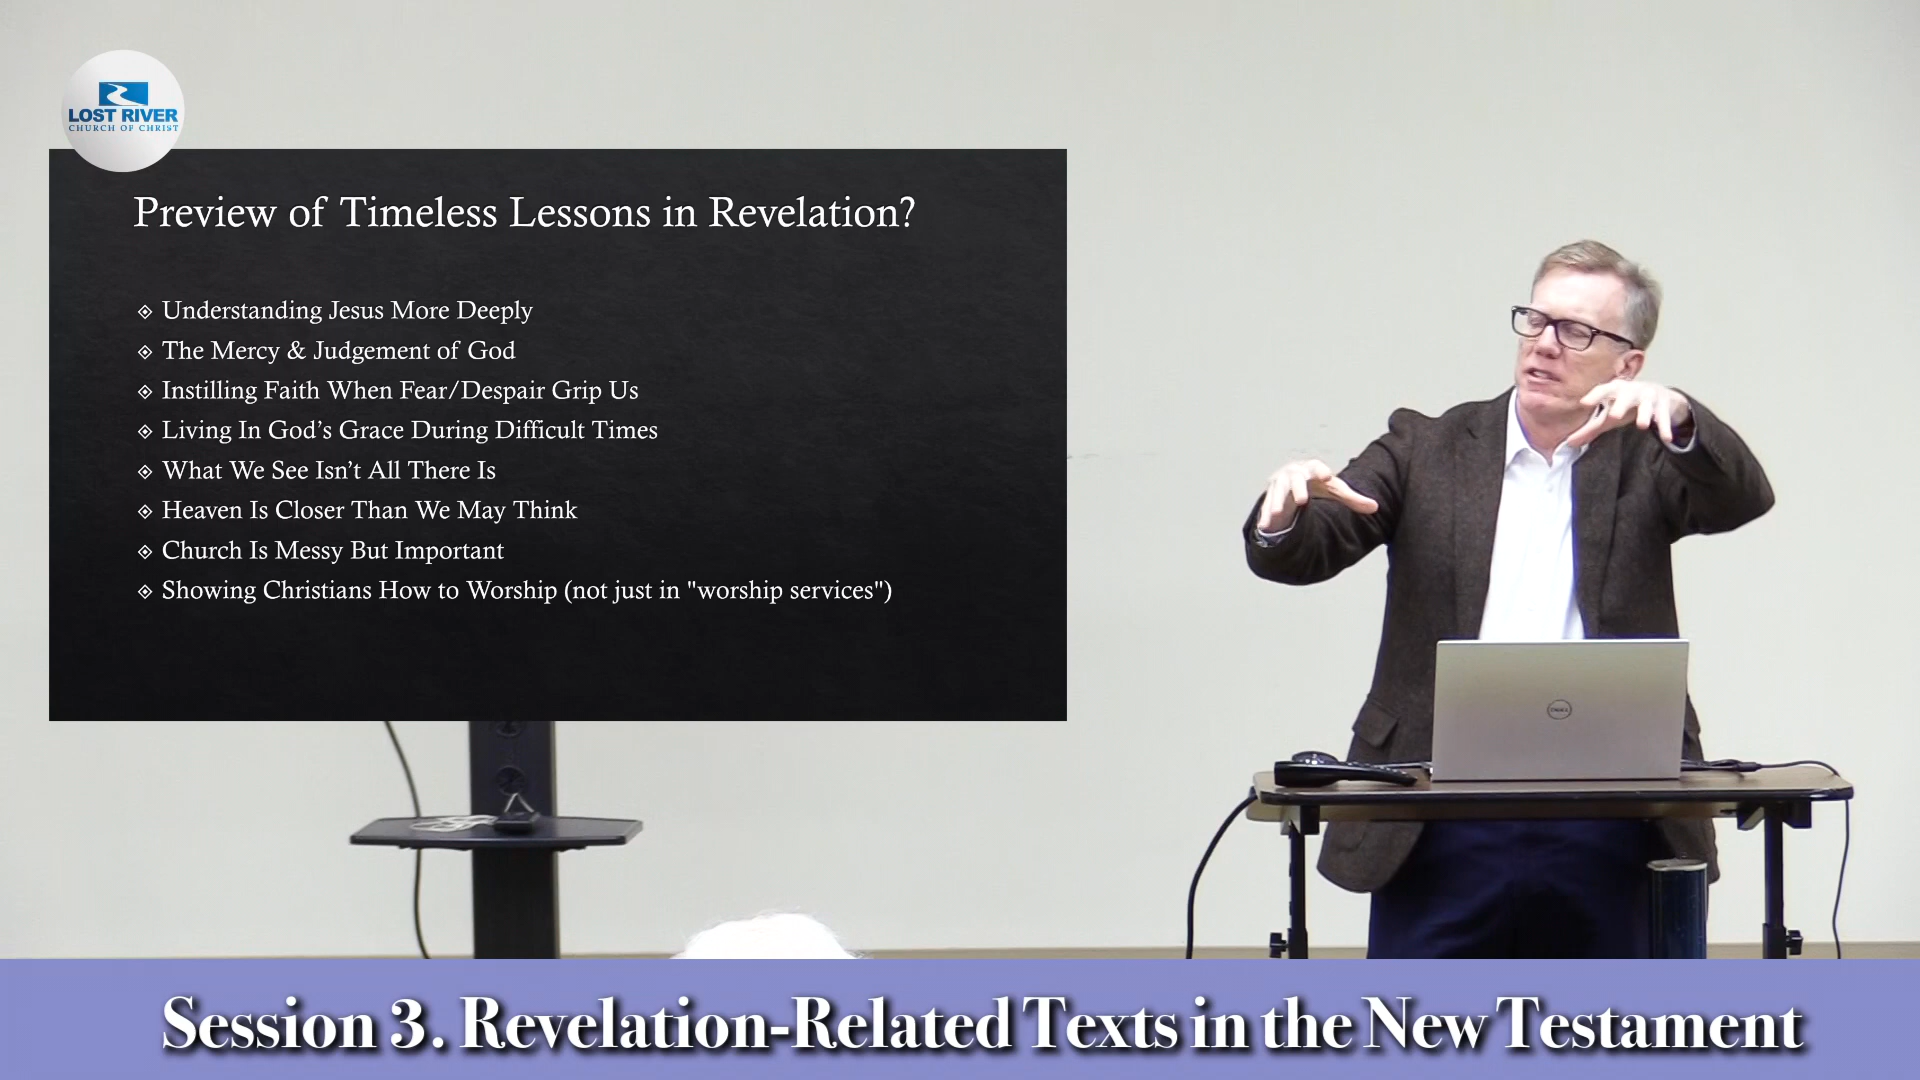 LOST RIVER
CHURCH OF CHRIST
Preview of Timeless Lessons in Revelation?
Understanding Jesus More Deeply
The Mercy & Judgement of God
Instilling Faith When Fear/Despair Grip Us
Living In God's Grace During Difficult Times
What We See Isn't All There Is
Heaven Is Closer Than We May Think
Church Is Messy But Important
Showing Christians How to Worship (not just in "worship services")
DELL
Session 3. Revelation-Related Texts in the New Testament